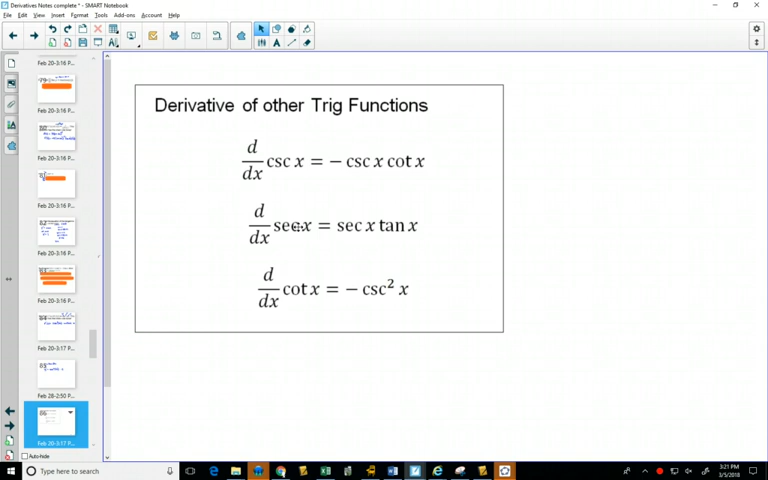 Derivatives Notes complete * - SMART Notebook
File Edit View Insert Format Tools Add-ons Account Help
Derivative of other Trig Functions
d/dx csc x = − csc x cot x
d/dx sec x = sec x tan x
d/dx cot x = − csc² x
Feb 20-3:16 P...
Feb 20-3:16 P...
Feb 20-3:16 P...
Feb 20-3:16 P...
Feb 20-3:16 P...
Feb 20-3:16 P...
Feb 20-3:17 P...
Feb 28-2:50 P...
Feb 20-3:17 P...
Auto-hide
Type here to search
3:21 PM
3/5/2018